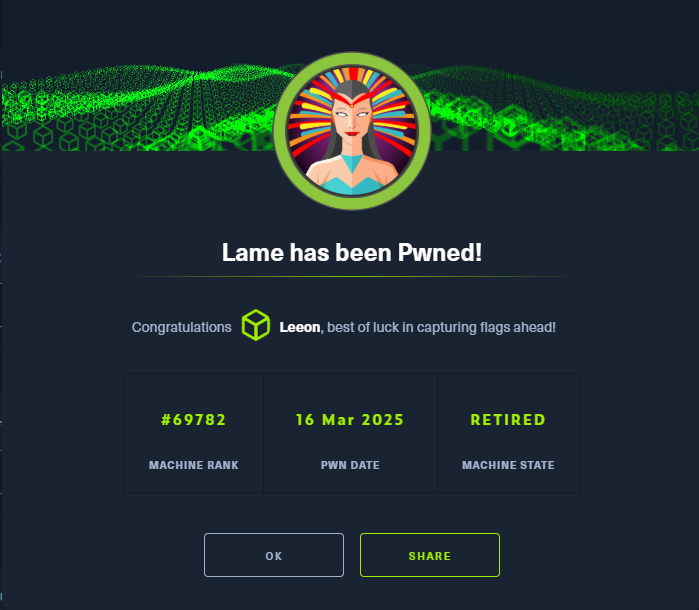 Lame has been Pwned!
Congratulations Leeon, best of luck in capturing flags ahead!
#69782 16 Mar 2025 RETIRED
MACHINE RANK PWN DATE MACHINE STATE
OK SHARE